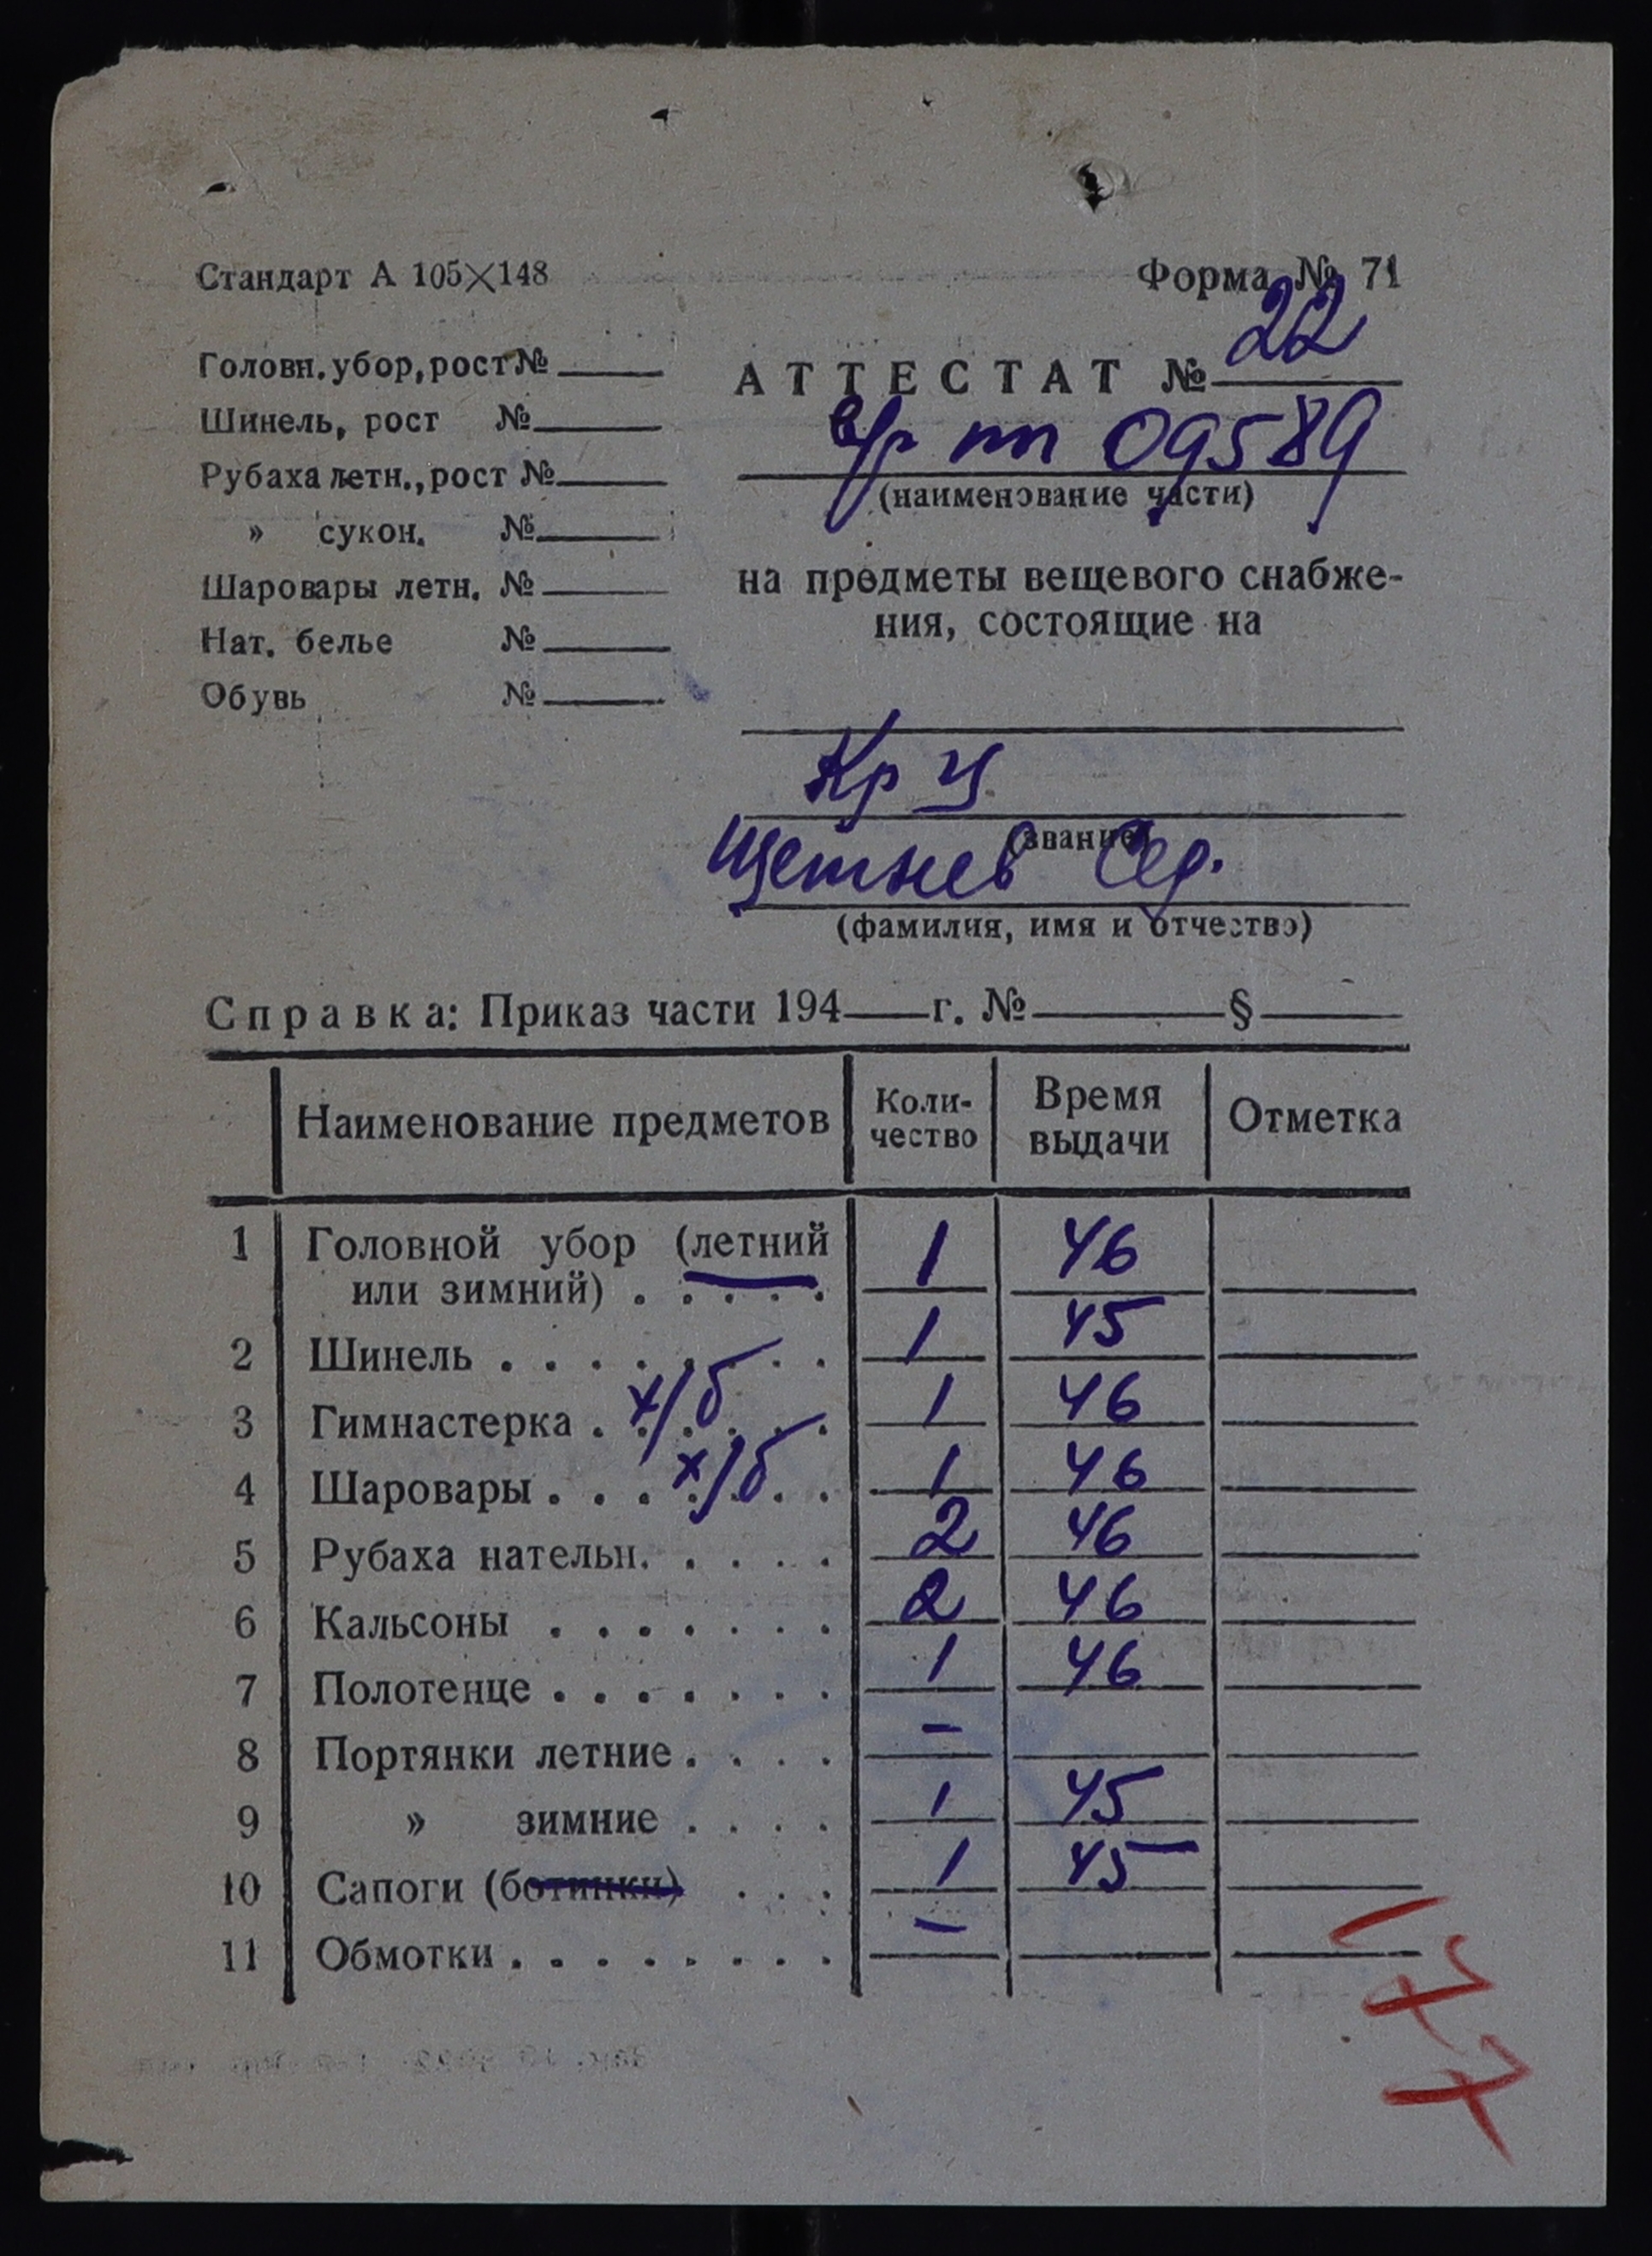 Стандарт А 105×148
Форма № 71
Головн. убор, рост №
Шинель, рост №
Рубаха летн., рост №
» сукон. №
Шаровары летн. №
Нат. белье №
Обувь №
АТТЕСТАТ № 22
в/ч пп 09589
(наименование части)
на предметы вещевого снабже-
ния, состоящие на
Кр-ц
(звание)
Щетнев
(фамилия, имя и отчество)
Справка: Приказ части 194 г. № §
Наименование предметов Коли-чество Время выдачи Отметка
1 Головной убор (летний
или зимний) . . . . . 1 46
2 Шинель . . . . . . . . 1 45
3 Гимнастерка . х/б 1 46
4 Шаровары . . . х/б 1 46
5 Рубаха нательн. . . . . 2 46
6 Кальсоны . . . . . . . 2 46
7 Полотенце . . . . . . . 1 46
8 Портянки летние . . . . –
9 » зимние . . . . 1 45
10 Сапоги (ботинки) . . . 1 45
11 Обмотки . . . . . . . . –
177